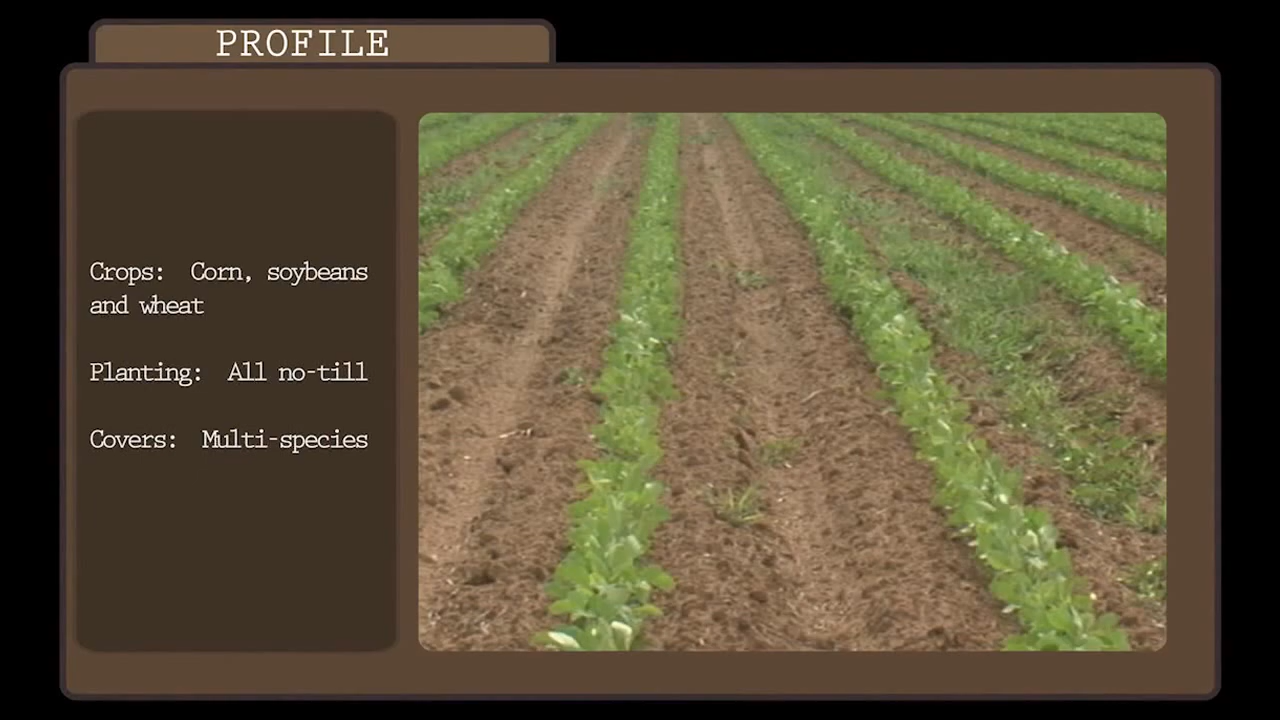 PROFILE
Crops: Corn, soybeans
and wheat
Planting: All no-till
Covers: Multi-species